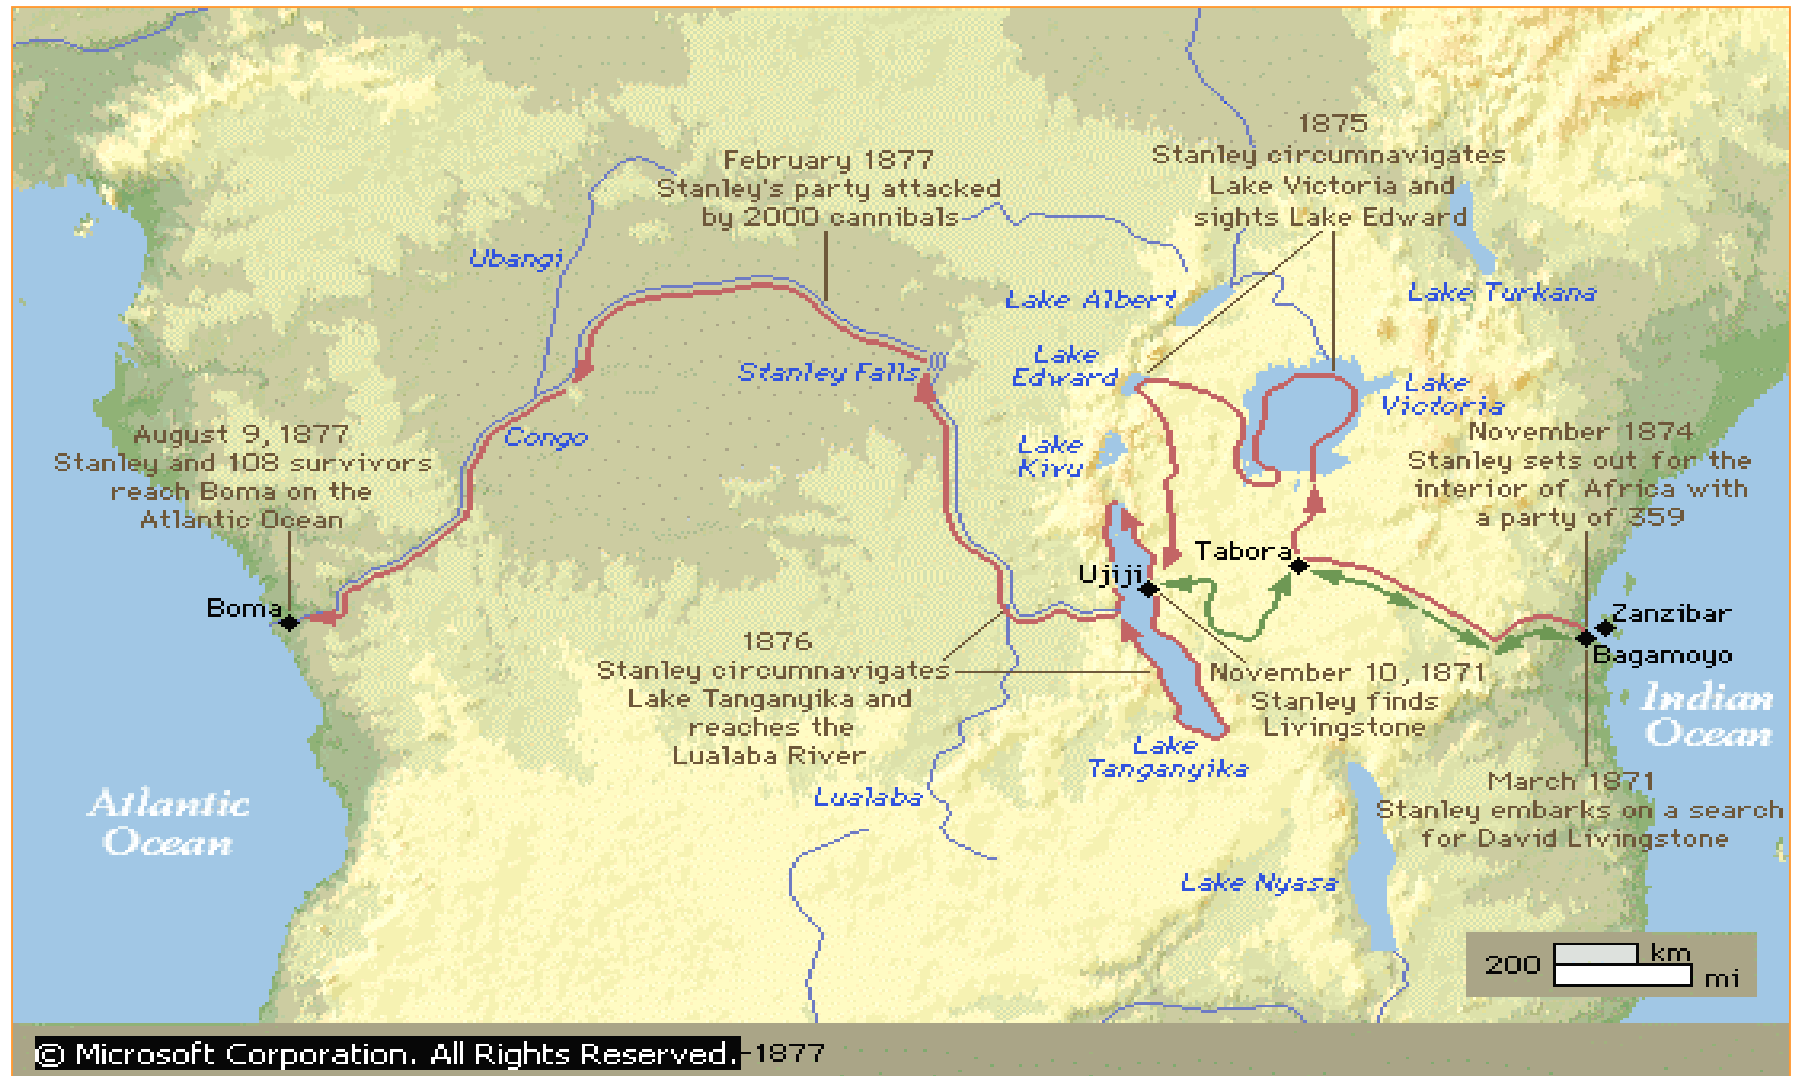 1875
Stanley circumnavigates
Lake Victoria and
sights Lake Edward
February 1877
Stanley's party attacked
by 2000 cannibals
Ubangi
Lake Albert
Lake Turkana
Lake
Edward
Stanley Falls
Lake
Victoria
Congo
Lake
Kivu
August 9, 1877
Stanley and 108 survivors
reach Boma on the
Atlantic Ocean
November 1874
Stanley sets out for the
interior of Africa with
a party of 359
Tabora
Ujiji
Boma
Zanzibar
Bagamoyo
1876
Stanley circumnavigates
Lake Tanganyika and
reaches the
Lualaba River
November 10, 1871
Stanley finds
Livingstone
Indian
Ocean
Lake
Tanganyika
March 1871
Stanley embarks on a search
for David Livingstone
Lualaba
Atlantic
Ocean
Lake Nyasa
200 km
mi
© Microsoft Corporation. All Rights Reserved.-1877